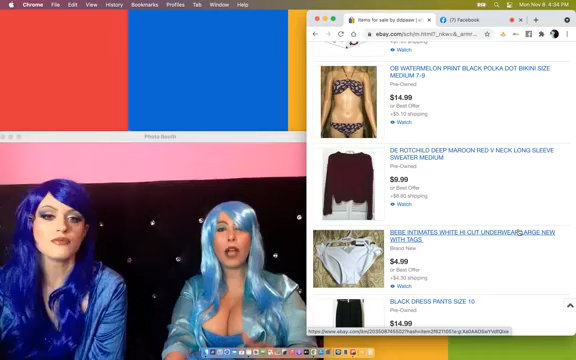 Chrome File Edit View History Bookmarks Profiles Tab Window Help
Mon Nov 8 4:34 PM
Photo Booth
Items for sale by ddpaaw
(7) Facebook
+$5.10 shipping
Watch
OB WATERMELON PRINT BLACK POLKA DOT BIKINI SIZE
MEDIUM 7-9
Pre-Owned
$14.99
or Best Offer
Watch
DE ROTCHILD DEEP MAROON RED V NECK LONG SLEEVE
SWEATER MEDIUM
Pre-Owned
$9.99
or Best Offer
Watch
BEBE INTIMATES WHITE HI CUT UNDERWEAR LARGE NEW
WITH TAGS
Brand New
$4.99
or Best Offer
+$4.30 shipping
Watch
BLACK DRESS PANTS SIZE 10
Pre-Owned
$14.99